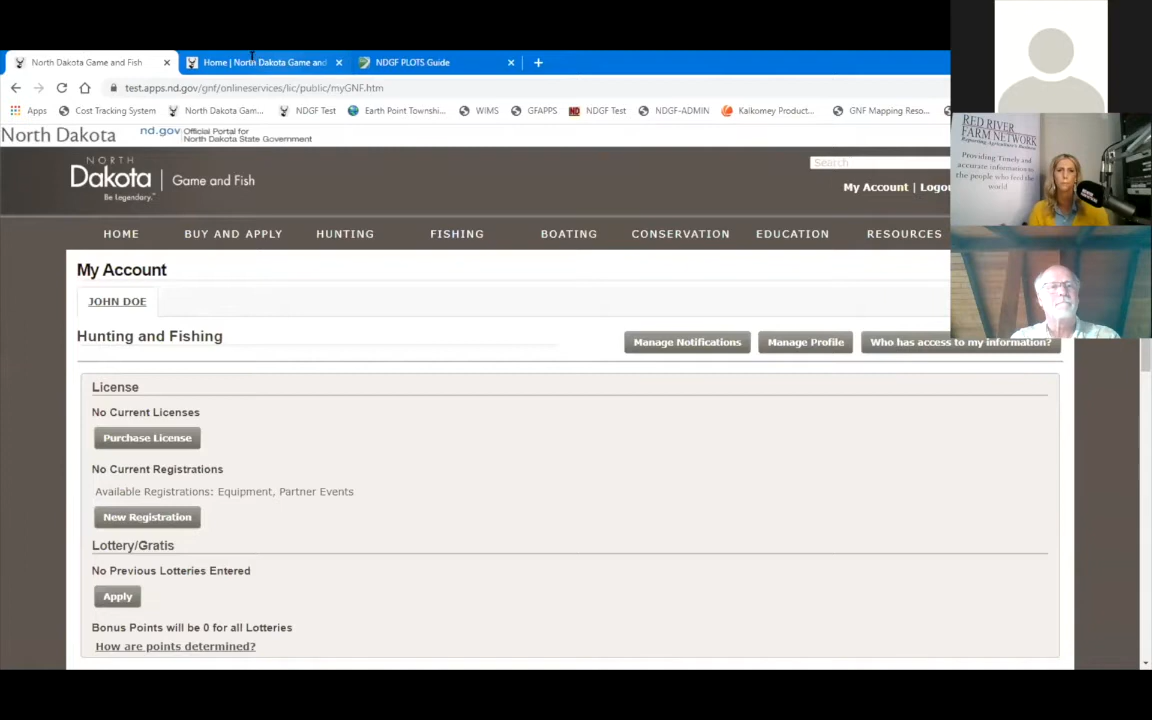 North Dakota Game and Fish
Home | North Dakota Game and
NDGF PLOTS Guide
test.apps.nd.gov/gnf/onlineservices/lic/public/myGNF.htm
Apps
Cost Tracking System
North Dakota Gam...
NDGF Test
Earth Point Townshi...
WIMS
GFAPPS
NDGF Test
NDGF-ADMIN
Kalkomey Product...
GNF Mapping Reso...
North Dakota
nd.gov
Official Portal for
North Dakota State Government
NORTH
Dakota
Be Legendary.
Game and Fish
Search
My Account | Logo
HOME
BUY AND APPLY
HUNTING
FISHING
BOATING
CONSERVATION
EDUCATION
RESOURCES
My Account
JOHN DOE
Hunting and Fishing
Manage Notifications
Manage Profile
Who has access to my information?
License
No Current Licenses
Purchase License
No Current Registrations
Available Registrations: Equipment, Partner Events
New Registration
Lottery/Gratis
No Previous Lotteries Entered
Apply
Bonus Points will be 0 for all Lotteries
How are points determined?
RED RIVER
FARM NETWORK
Reporting Agriculture's Business
Providing Timely and
accurate information to
the people who feed the
world